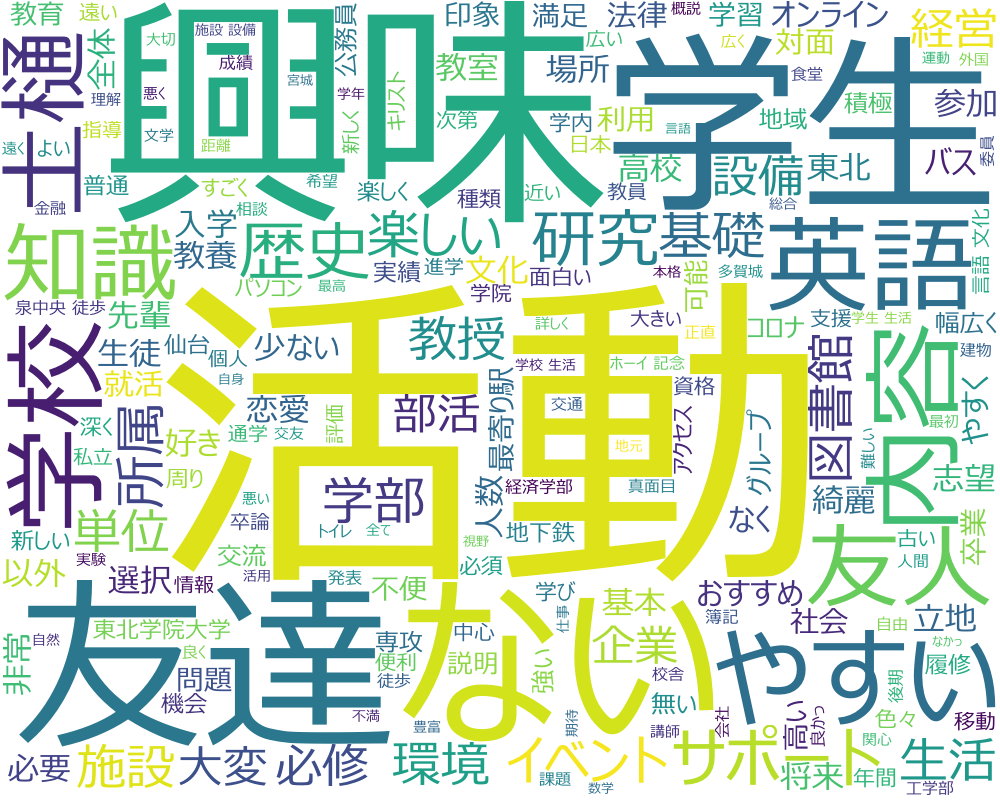 教育
遠い
興味
施設 設備
概説
大切
成績
公務員
印象
満足
法律
学習
オンライン
経営
士樋
全体
宮城
教室
場所
広い
広く
対面
運動
外国
学生
理解
悪く
学年
キリスト
食堂
指導
文学
新しく
次第
学内
利用
地域
積極
参加
遠く
よい
距離
日本
言語
委員
バス
普通
すごく
希望
楽しく
種類
近い
教員
高校
設備
東北
総合
金融
相談
入学
教養
歴史
楽しい
研究
基礎
英語
言語 文化
知識
実績
進学
文化
面白い
本格
多賀城
可能
パソコン
最高
学院
泉中央 徒歩
先輩
活動
詳しく
大きい
正直
コロナ
学生 生活
支援
幅広く
学校
生徒
仙台
個人
少ない
教授
学校 生活
ホーイ 記念
建物
内容
就活
自身
恋愛
部活
最寄り駅
交通
資格
アクセス
グループ
図書館
最初
やすく
深く
所属
好き
通学
交友
評価
地元
難しい
私立
周り
学部
人数
経済学部
真面目
なく
綺麗
志望
単位
悪い
卒論
新しい
トイレ
全て
地下鉄
視野
古い
卒業
交流
人間
以外
実験
選択
情報
活用
発表
不便
必須
学び
おすすめ
友人
友達
ない
基本
仕事
簿記
社会
立地
自由
なかっ
やすい
東北学院大学
専攻
中心
企業
非常
自然
良く
便利
説明
強い
履修
問題
徒歩
校舎
後期
機会
無い
会社
高い
良かっ
色々
移動
不満
豊富
期待
講師
関心
必要
施設
大変
必修
環境
イベント
サポート
生活
課題
将来
年間
数学
工学部